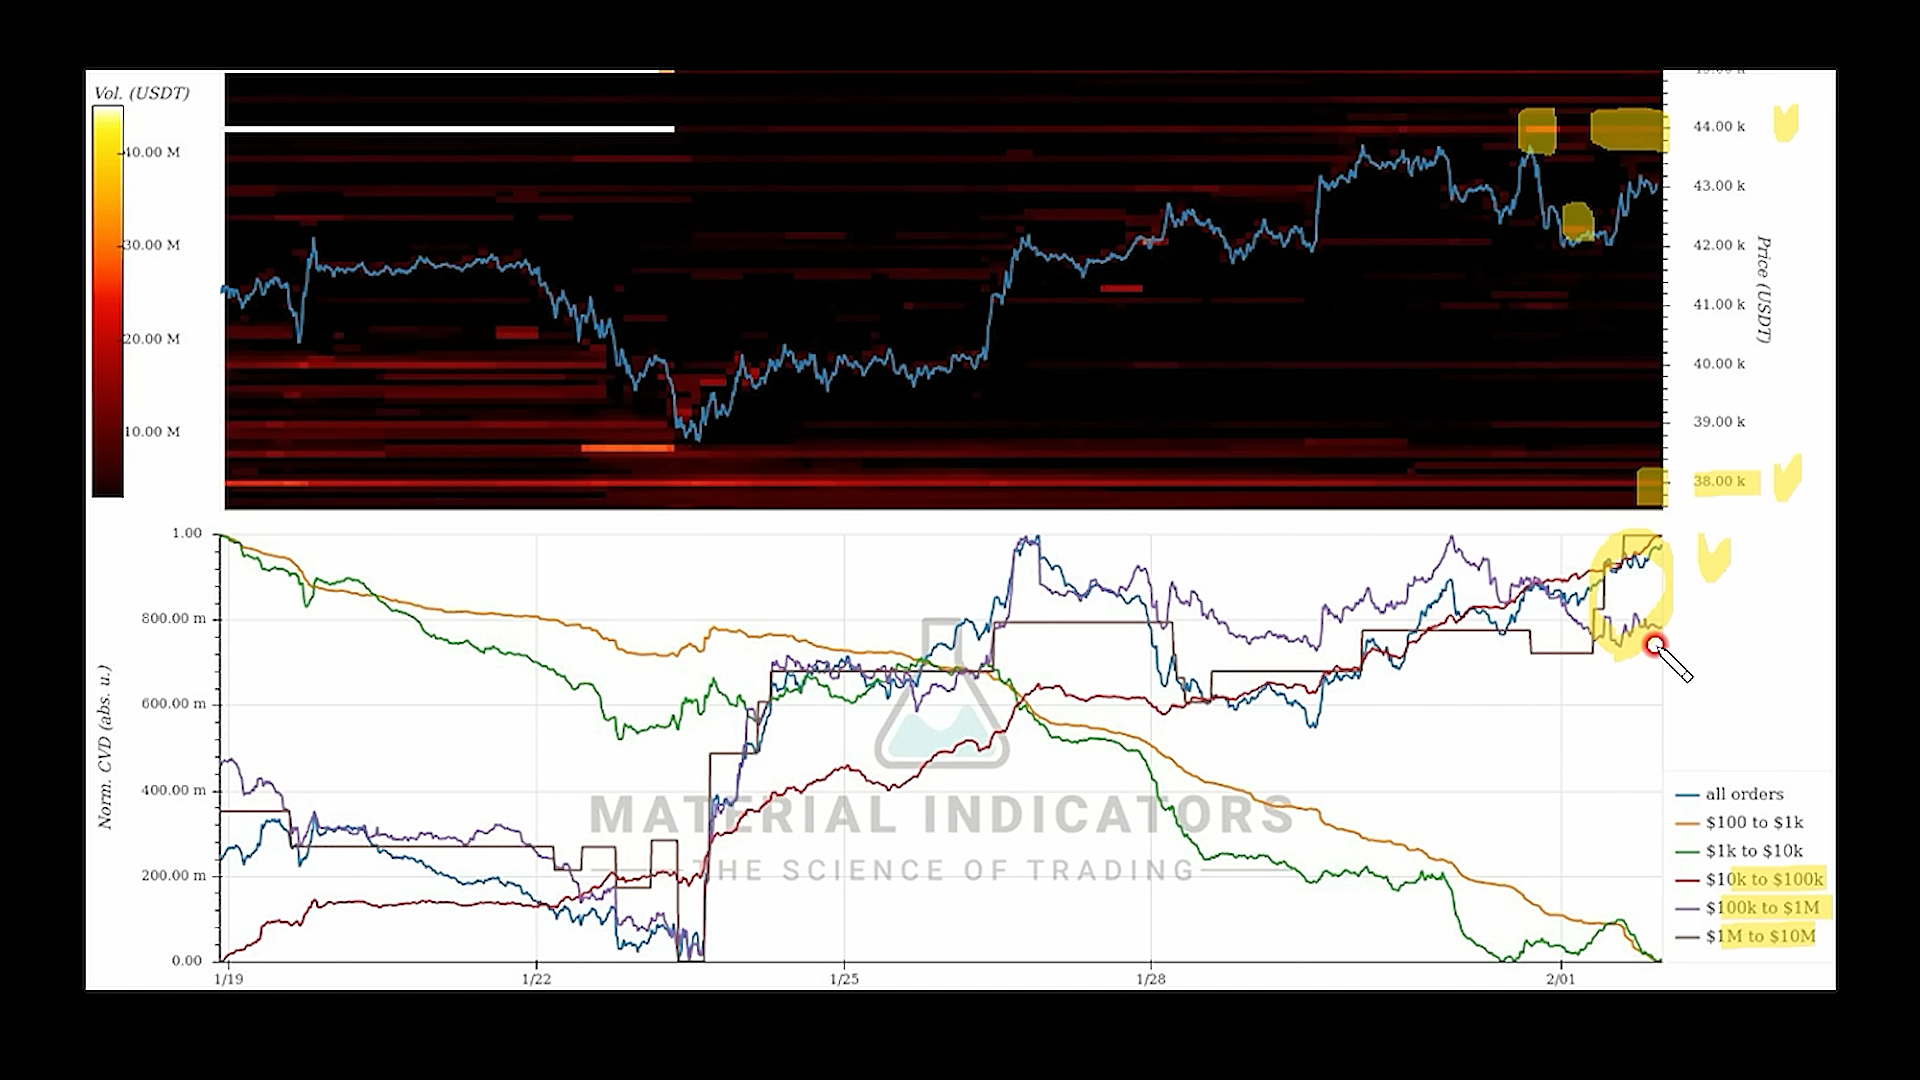 Vol. (USDT)
40.00 M
30.00 M
20.00 M
10.00 M
44.00 k
43.00 k
42.00 k
41.00 k
40.00 k
39.00 k
38.00 k
Price (USDT)
1.00
800.00 m
600.00 m
400.00 m
200.00 m
0.00
Norm. CVD (abs. u.)
1/19
1/22
1/25
1/28
2/01
MATERIAL INDICATORS
THE SCIENCE OF TRADING
all orders
$100 to $1k
$1k to $10k
$10k to $100k
$100k to $1M
$1M to $10M